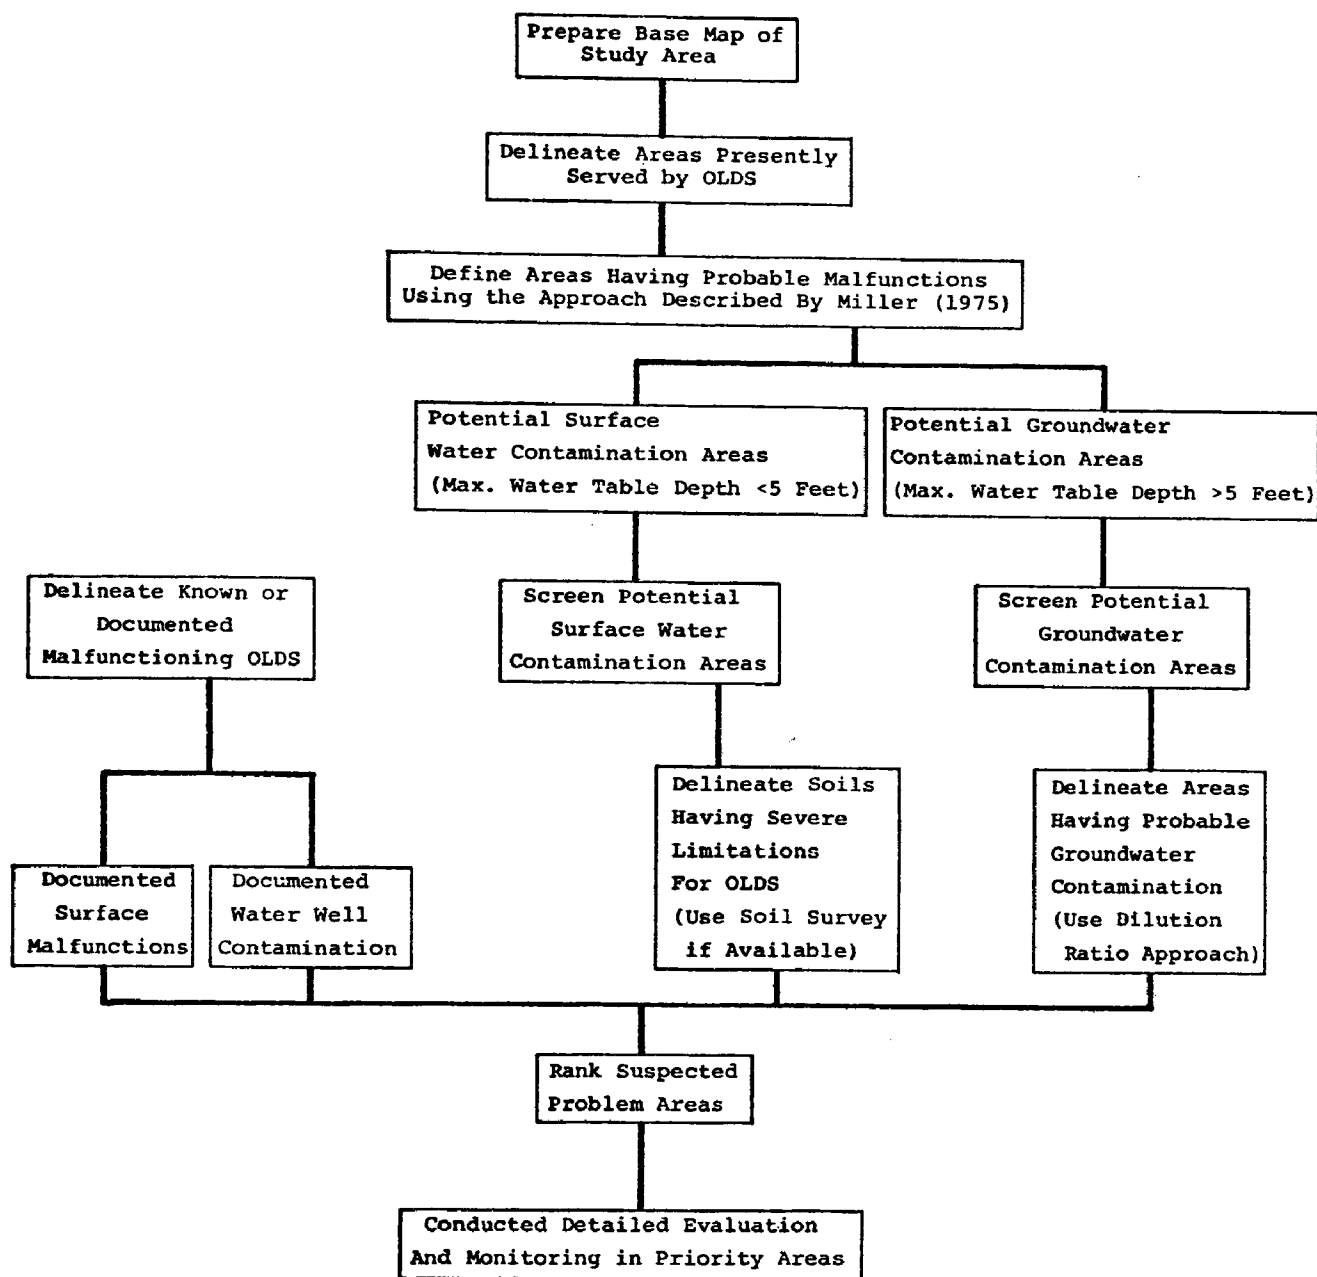 Prepare Base Map of
Study Area
Delineate Areas Presently
Served by OLDS
Define Areas Having Probable Malfunctions
Using the Approach Described By Miller (1975)
Potential Surface
Water Contamination Areas
(Max. Water Table Depth <5 Feet)
Potential Groundwater
Contamination Areas
(Max. Water Table Depth >5 Feet)
Delineate Known or
Documented
Malfunctioning OLDS
Screen Potential
Surface Water
Contamination Areas
Screen Potential
Groundwater
Contamination Areas
Documented
Surface
Malfunctions
Documented
Water Well
Contamination
Delineate Soils
Having Severe
Limitations
For OLDS
(Use Soil Survey
if Available)
Delineate Areas
Having Probable
Groundwater
Contamination
(Use Dilution
Ratio Approach)
Rank Suspected
Problem Areas
Conducted Detailed Evaluation
And Monitoring in Priority Areas